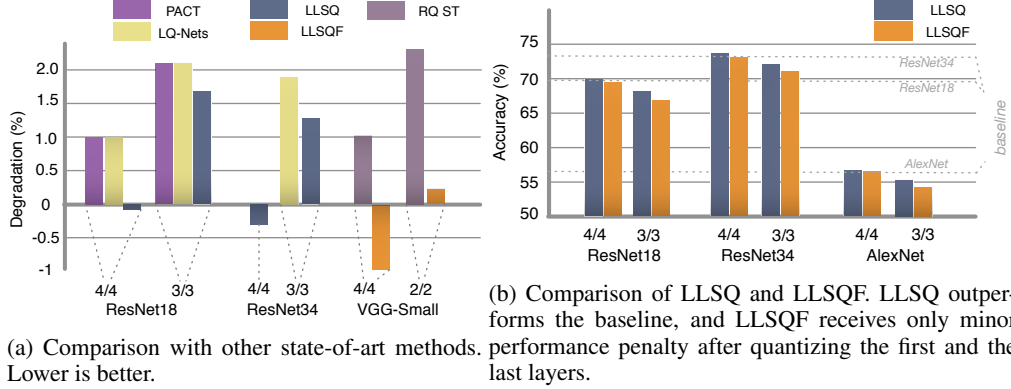 PACT
LLSQ
RQ ST
LQ-Nets
LLSQF
Degradation (%)
2.0
1.5
1.0
0.5
0
-0.5
-1
4/4
3/3
4/4
3/3
4/4
2/2
ResNet18
ResNet34
VGG-Small
(a) Comparison with other state-of-art methods.
Lower is better.
LLSQ
LLSQF
Accuracy (%)
75
70
65
60
55
50
ResNet34
ResNet18
AlexNet
baseline
4/4
3/3
4/4
3/3
4/4
3/3
ResNet18
ResNet34
AlexNet
(b) Comparison of LLSQ and LLSQF. LLSQ outper-
forms the baseline, and LLSQF receives only minor
performance penalty after quantizing the first and the
last layers.